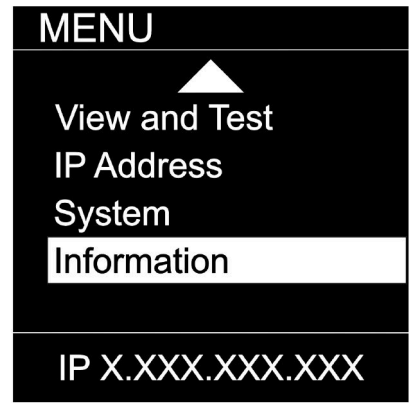 MENU
View and Test
IP Address
System
Information
IP X.XXX.XXX.XXX